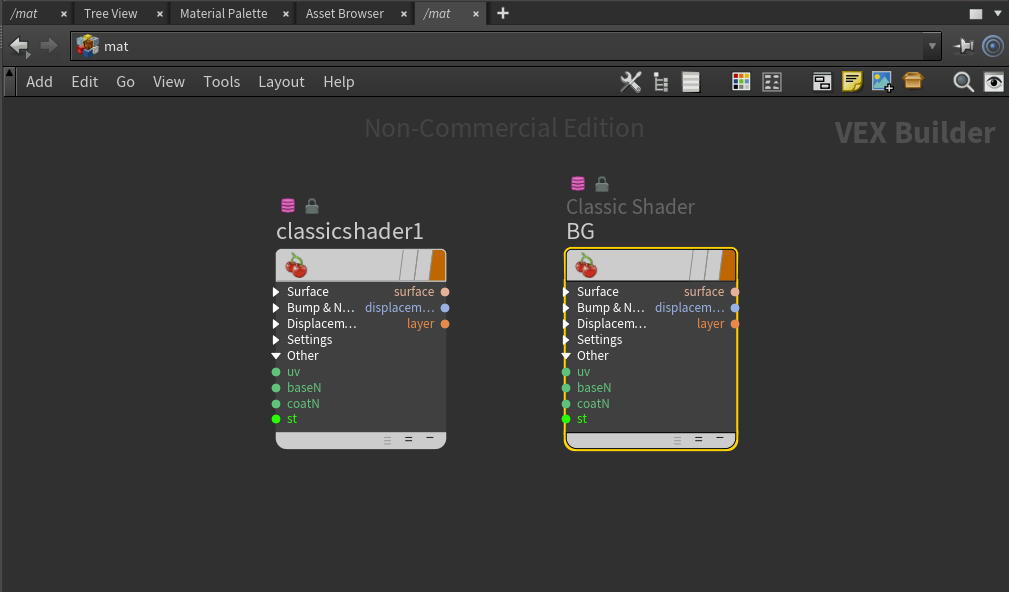 /mat × Tree View × Material Palette × Asset Browser × /mat × +
mat
Add Edit Go View Tools Layout Help
Non-Commercial Edition
VEX Builder
classicshader1
Surface surface
Bump & N... displacem...
Displacem... layer
Settings
Other
uv
baseN
coatN
st
Classic Shader
BG
Surface surface
Bump & N... displacem...
Displacem... layer
Settings
Other
uv
baseN
coatN
st